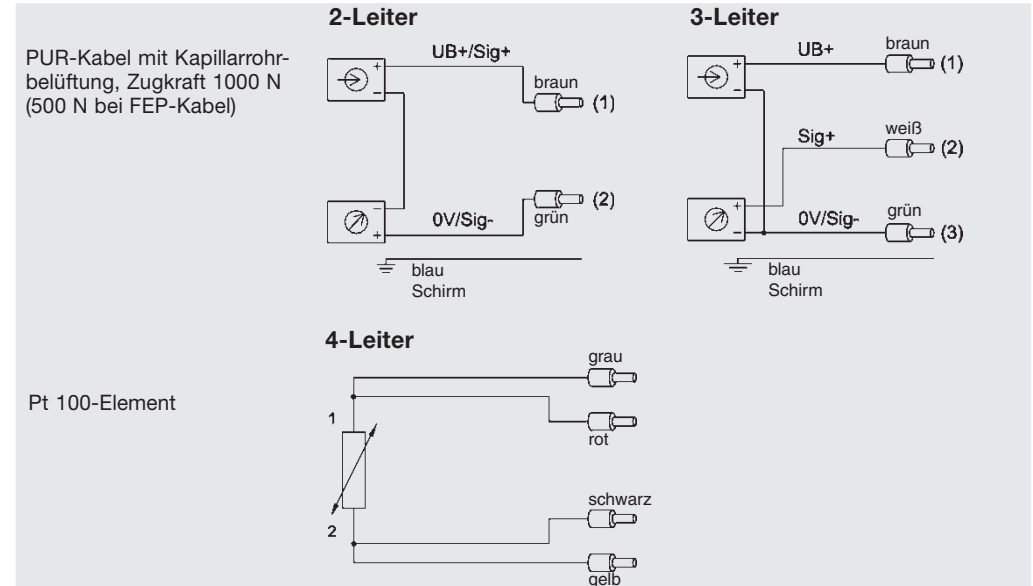 2-Leiter
3-Leiter
PUR-Kabel mit Kapillarrohr-
belüftung, Zugkraft 1000 N
(500 N bei FEP-Kabel)
+
-
UB+/Sig+
braun
(1)
-
+
0V/Sig-
(2)
grün
blau
Schirm
+
-
UB+
braun
(1)
Sig+
weiß
(2)
+
-
0V/Sig-
grün
(3)
blau
Schirm
4-Leiter
Pt 100-Element
grau
1
rot
schwarz
2
gelb